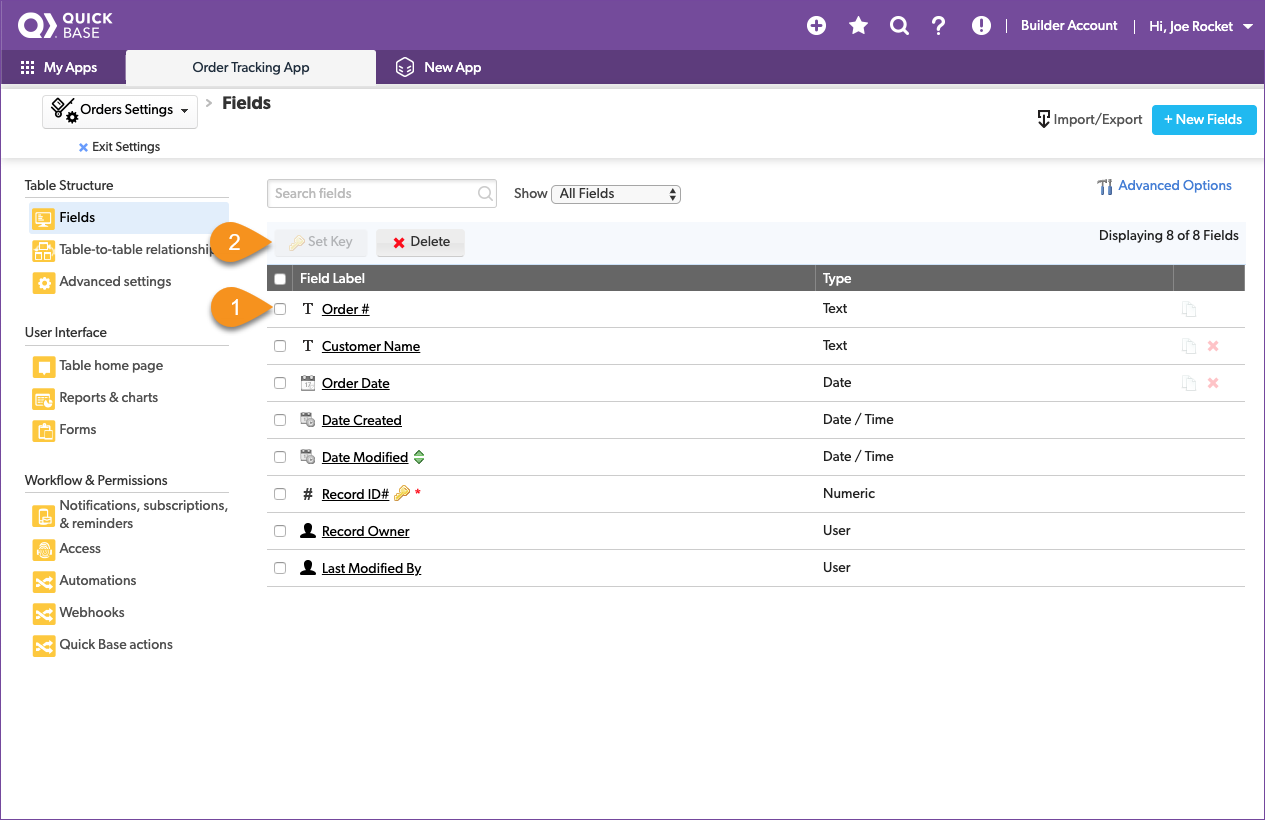 QUICK
BASE
Builder Account
Hi, Joe Rocket
My Apps
Order Tracking App
New App
Orders Settings
Fields
Exit Settings
Import/Export
+ New Fields
Table Structure
Fields
Table-to-table relationship
Advanced settings
User Interface
Table home page
Reports & charts
Forms
Workflow & Permissions
Notifications, subscriptions,
& reminders
Access
Automations
Webhooks
Quick Base actions
Search fields
Show All Fields
Advanced Options
2
Set Key
Delete
Displaying 8 of 8 Fields
Field Label Type
1
T Order # Text
T Customer Name Text
Order Date Date
Date Created Date / Time
Date Modified Date / Time
# Record ID# * Numeric
Record Owner User
Last Modified By User